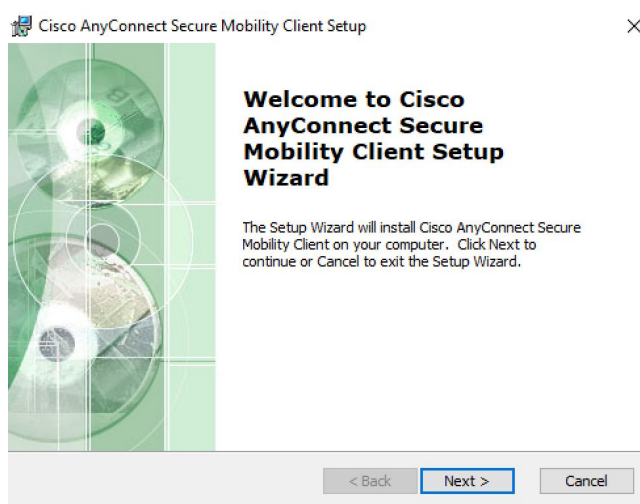 Cisco AnyConnect Secure Mobility Client Setup
Welcome to Cisco
AnyConnect Secure
Mobility Client Setup
Wizard
The Setup Wizard will install Cisco AnyConnect Secure
Mobility Client on your computer. Click Next to
continue or Cancel to exit the Setup Wizard.
< Back Next > Cancel